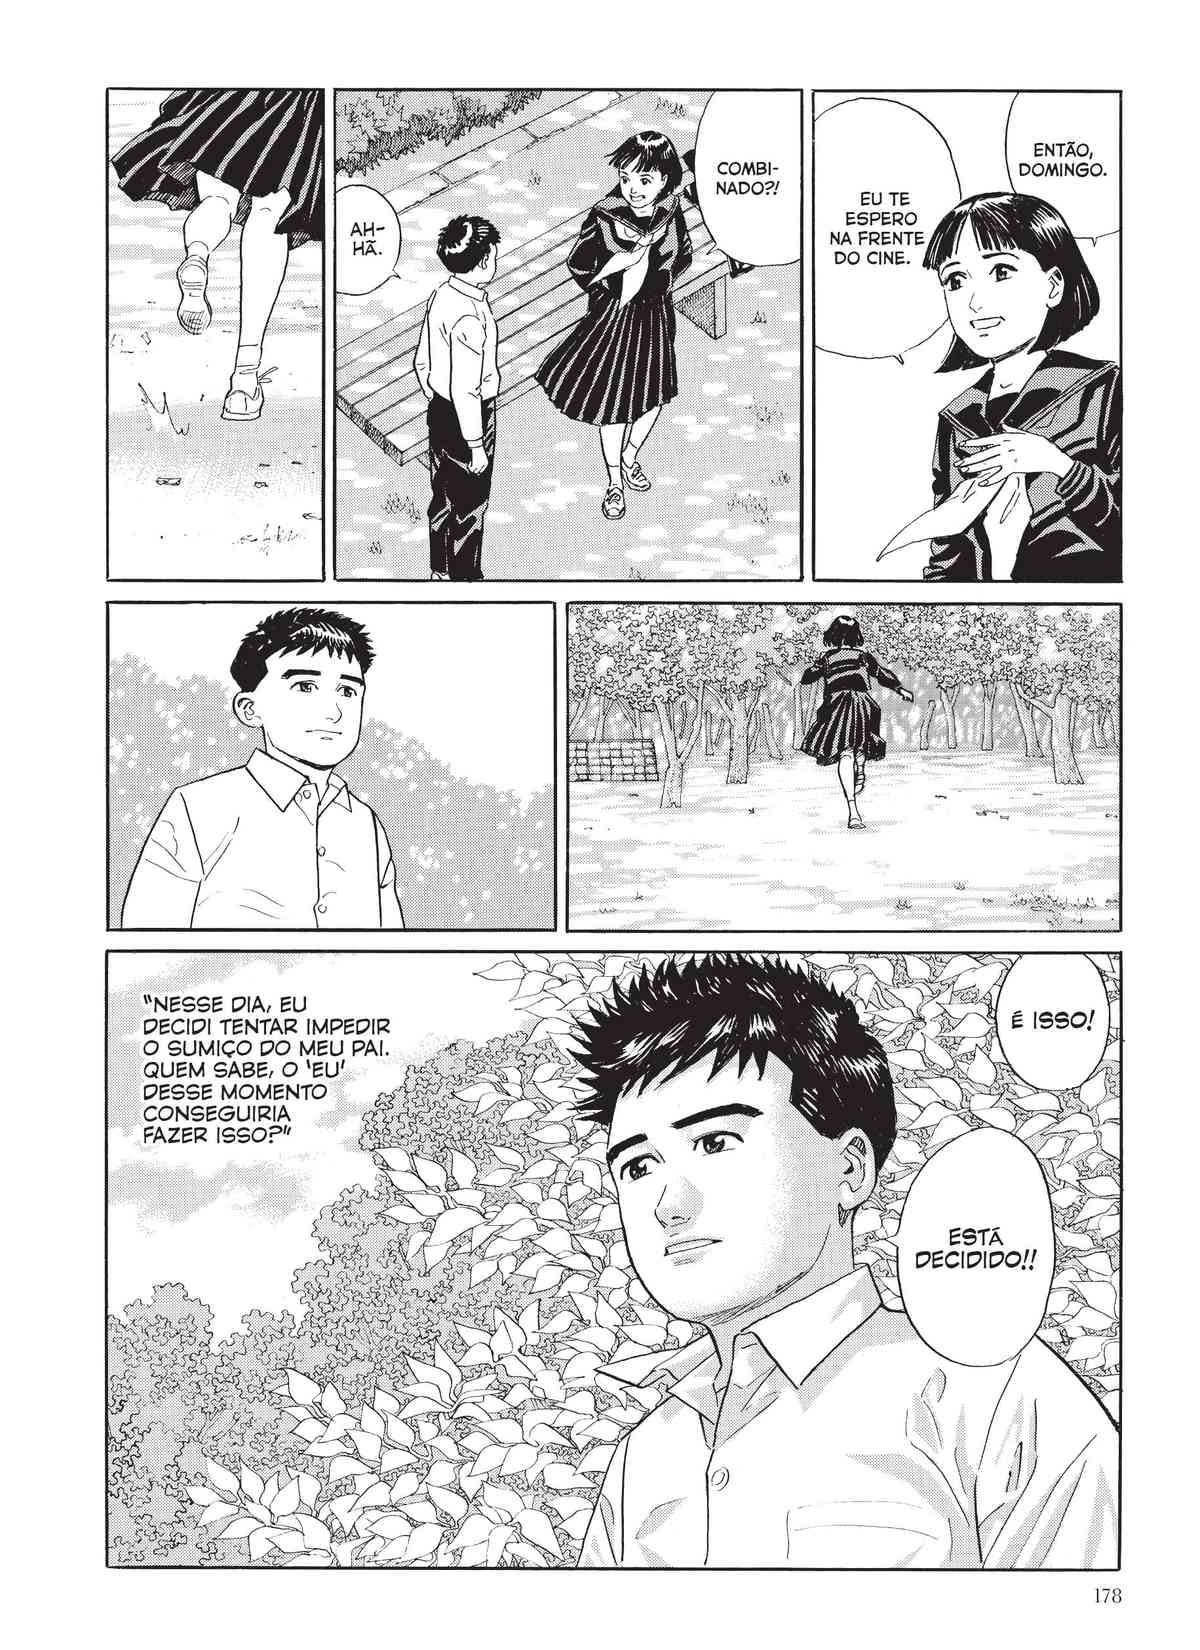 ENTÃO,
DOMINGO.
EU TE
ESPERO
NA FRENTE
DO CINE.
COMBI-
NADO?!
AH-
HÃ.
É ISSO!
ESTÁ
DECIDIDO!!
"NESSE DIA, EU
DECIDI TENTAR IMPEDIR
O SUMIÇO DO MEU PAI.
QUEM SABE, O 'EU'
DESSE MOMENTO
CONSEGUIRIA
FAZER ISSO?"
178